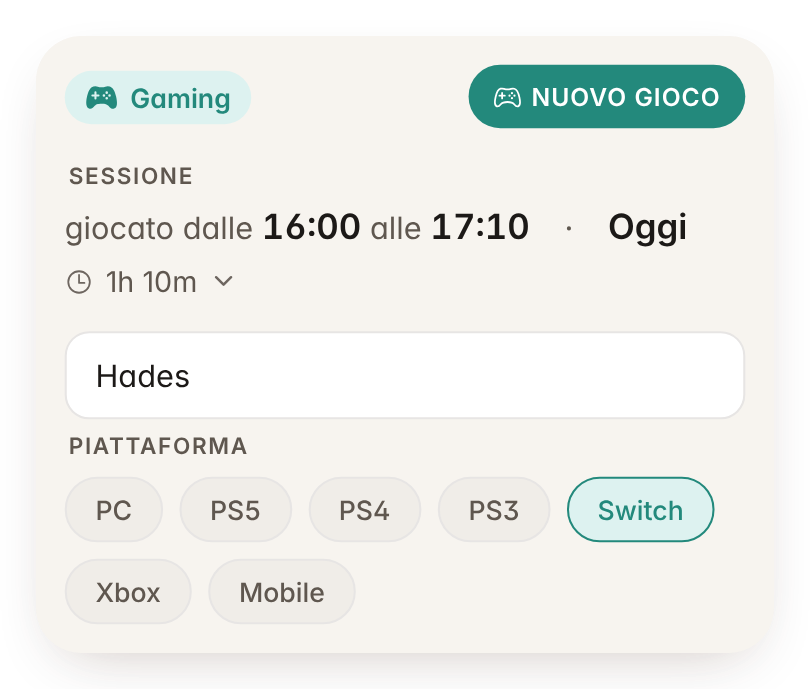 Gaming
NUOVO GIOCO
SESSIONE
giocato dalle 16:00 alle 17:10 · Oggi
1h 10m
Hades
PIATTAFORMA
PC PS5 PS4 PS3 Switch
Xbox Mobile